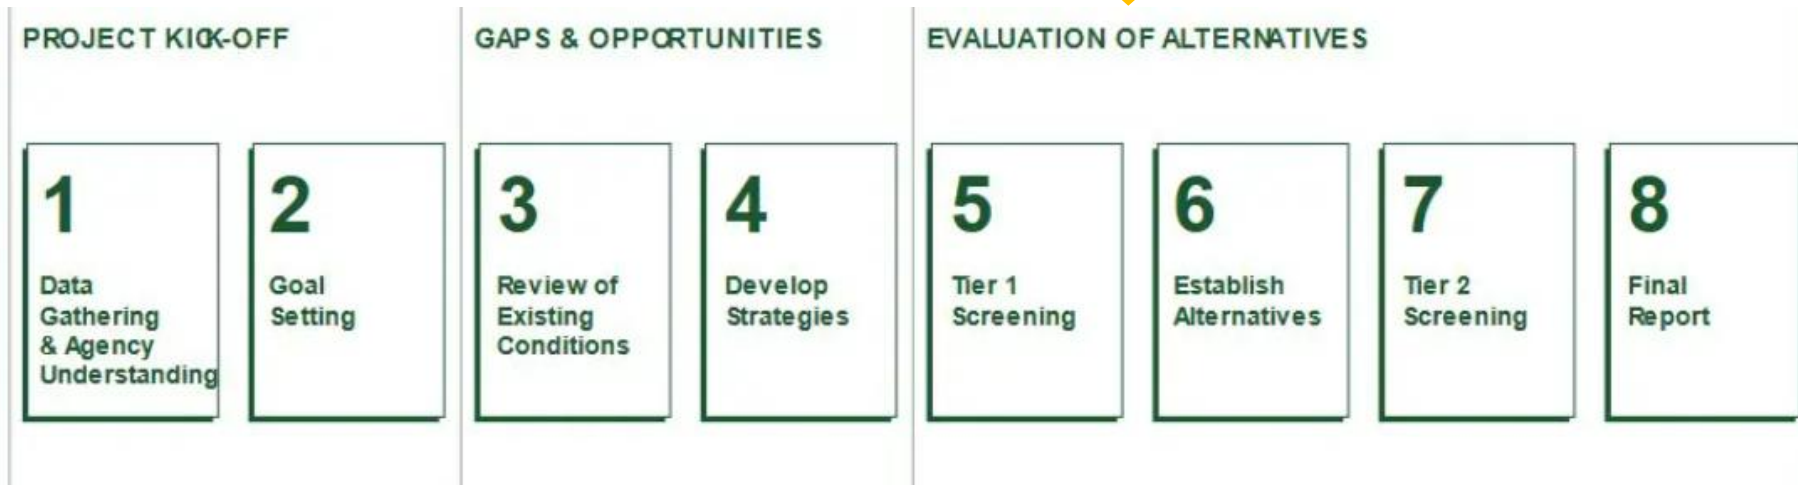 PROJECT KICK-OFF
GAPS & OPPORTUNITIES
EVALUATION OF ALTERNATIVES
1
Data
Gathering
& Agency
Understanding
2
Goal
Setting
3
Review of
Existing
Conditions
4
Develop
Strategies
5
Tier 1
Screening
6
Establish
Alternatives
7
Tier 2
Screening
8
Final
Report